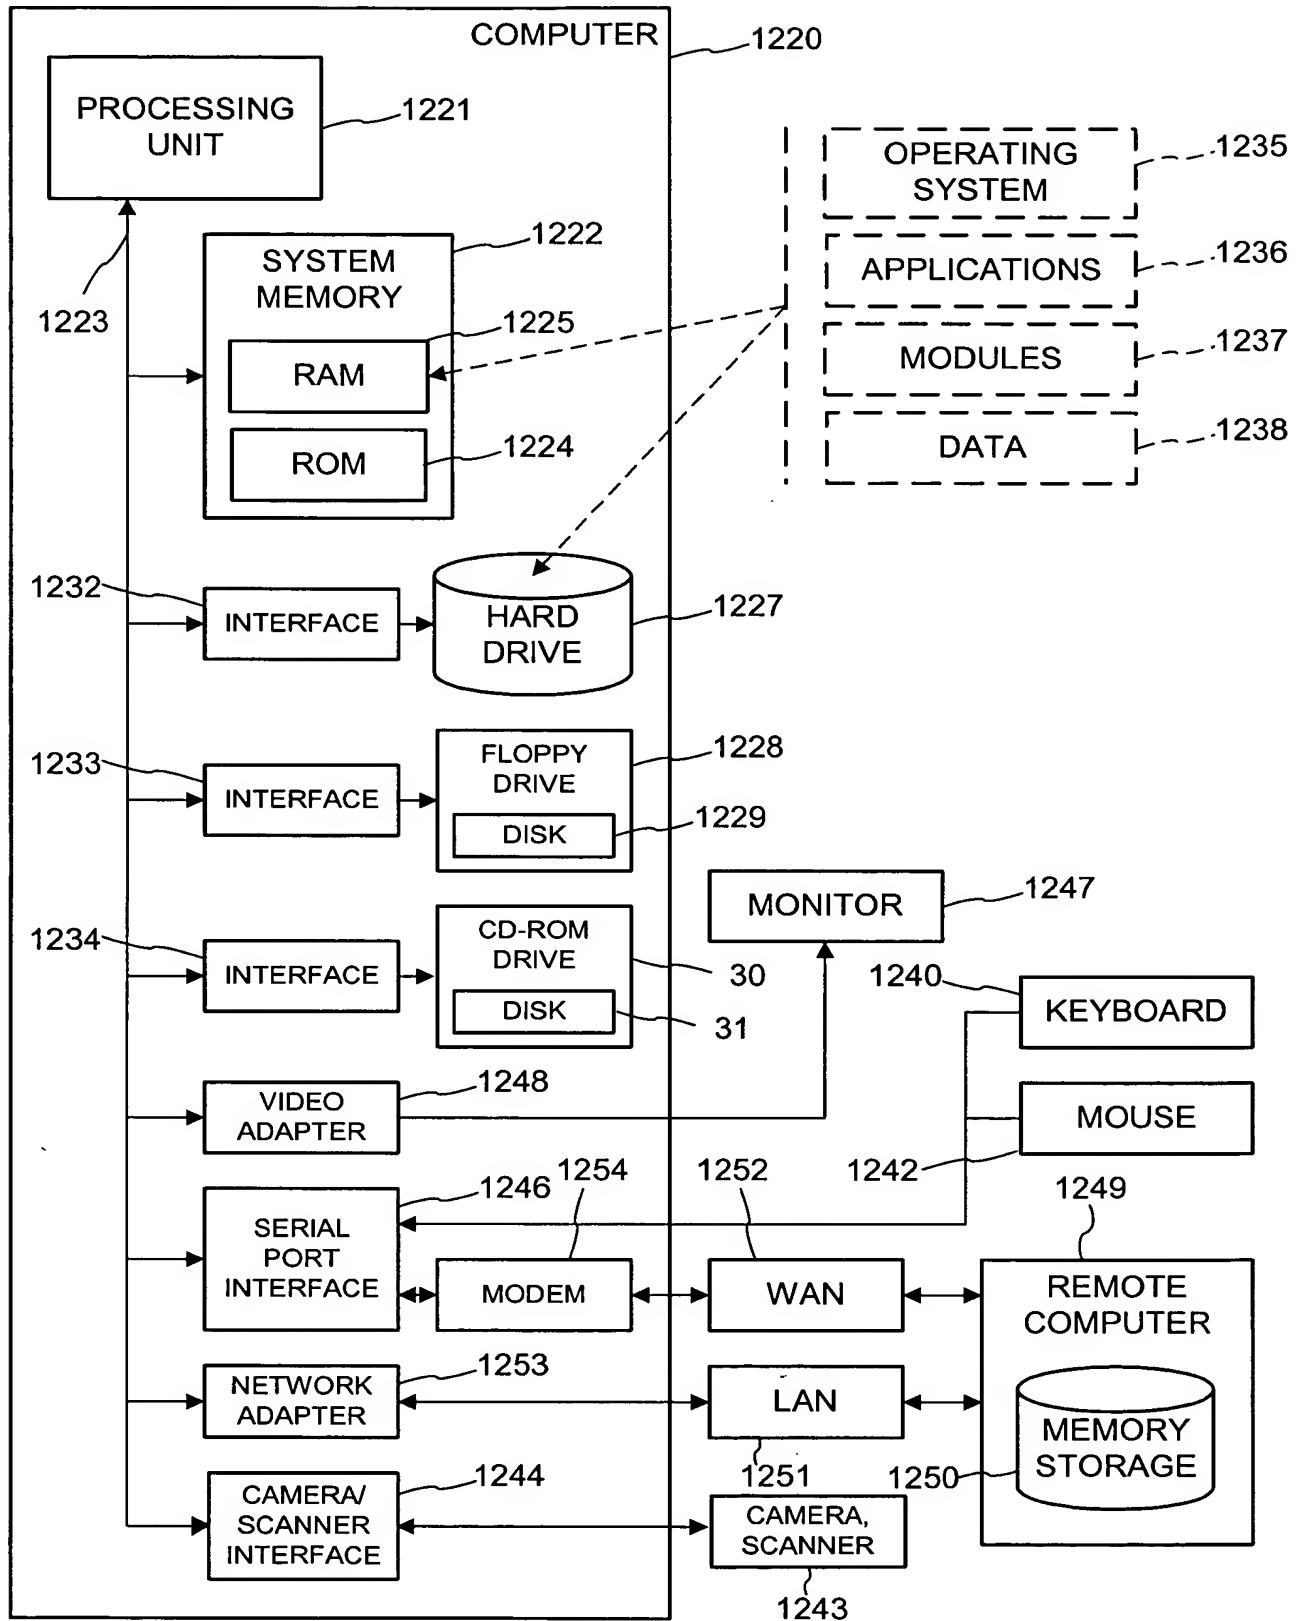 COMPUTER
1220
PROCESSING
UNIT
1221
1223
SYSTEM
MEMORY
1222
RAM
1225
ROM
1224
OPERATING
SYSTEM
1235
APPLICATIONS
1236
MODULES
1237
DATA
1238
1232
INTERFACE
HARD
DRIVE
1227
1233
INTERFACE
FLOPPY
DRIVE
1228
DISK
1229
1234
INTERFACE
CD-ROM
DRIVE
30
DISK
31
MONITOR
1247
1240
KEYBOARD
MOUSE
1242
VIDEO
ADAPTER
1248
SERIAL
PORT
INTERFACE
1246
1254
MODEM
1252
WAN
1249
REMOTE
COMPUTER
MEMORY
STORAGE
1250
NETWORK
ADAPTER
1253
LAN
1251
CAMERA/
SCANNER
INTERFACE
1244
CAMERA,
SCANNER
1243